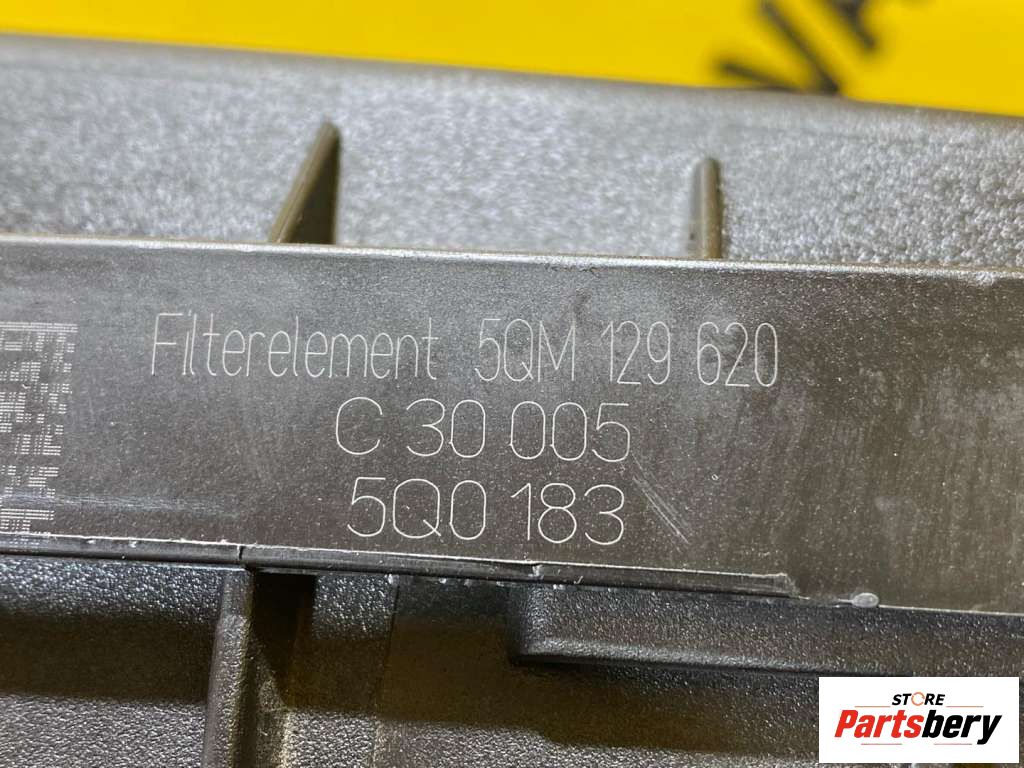 Filterelement 5QM 129 620
C 30 005
5Q0 183
STORE
Partsbery